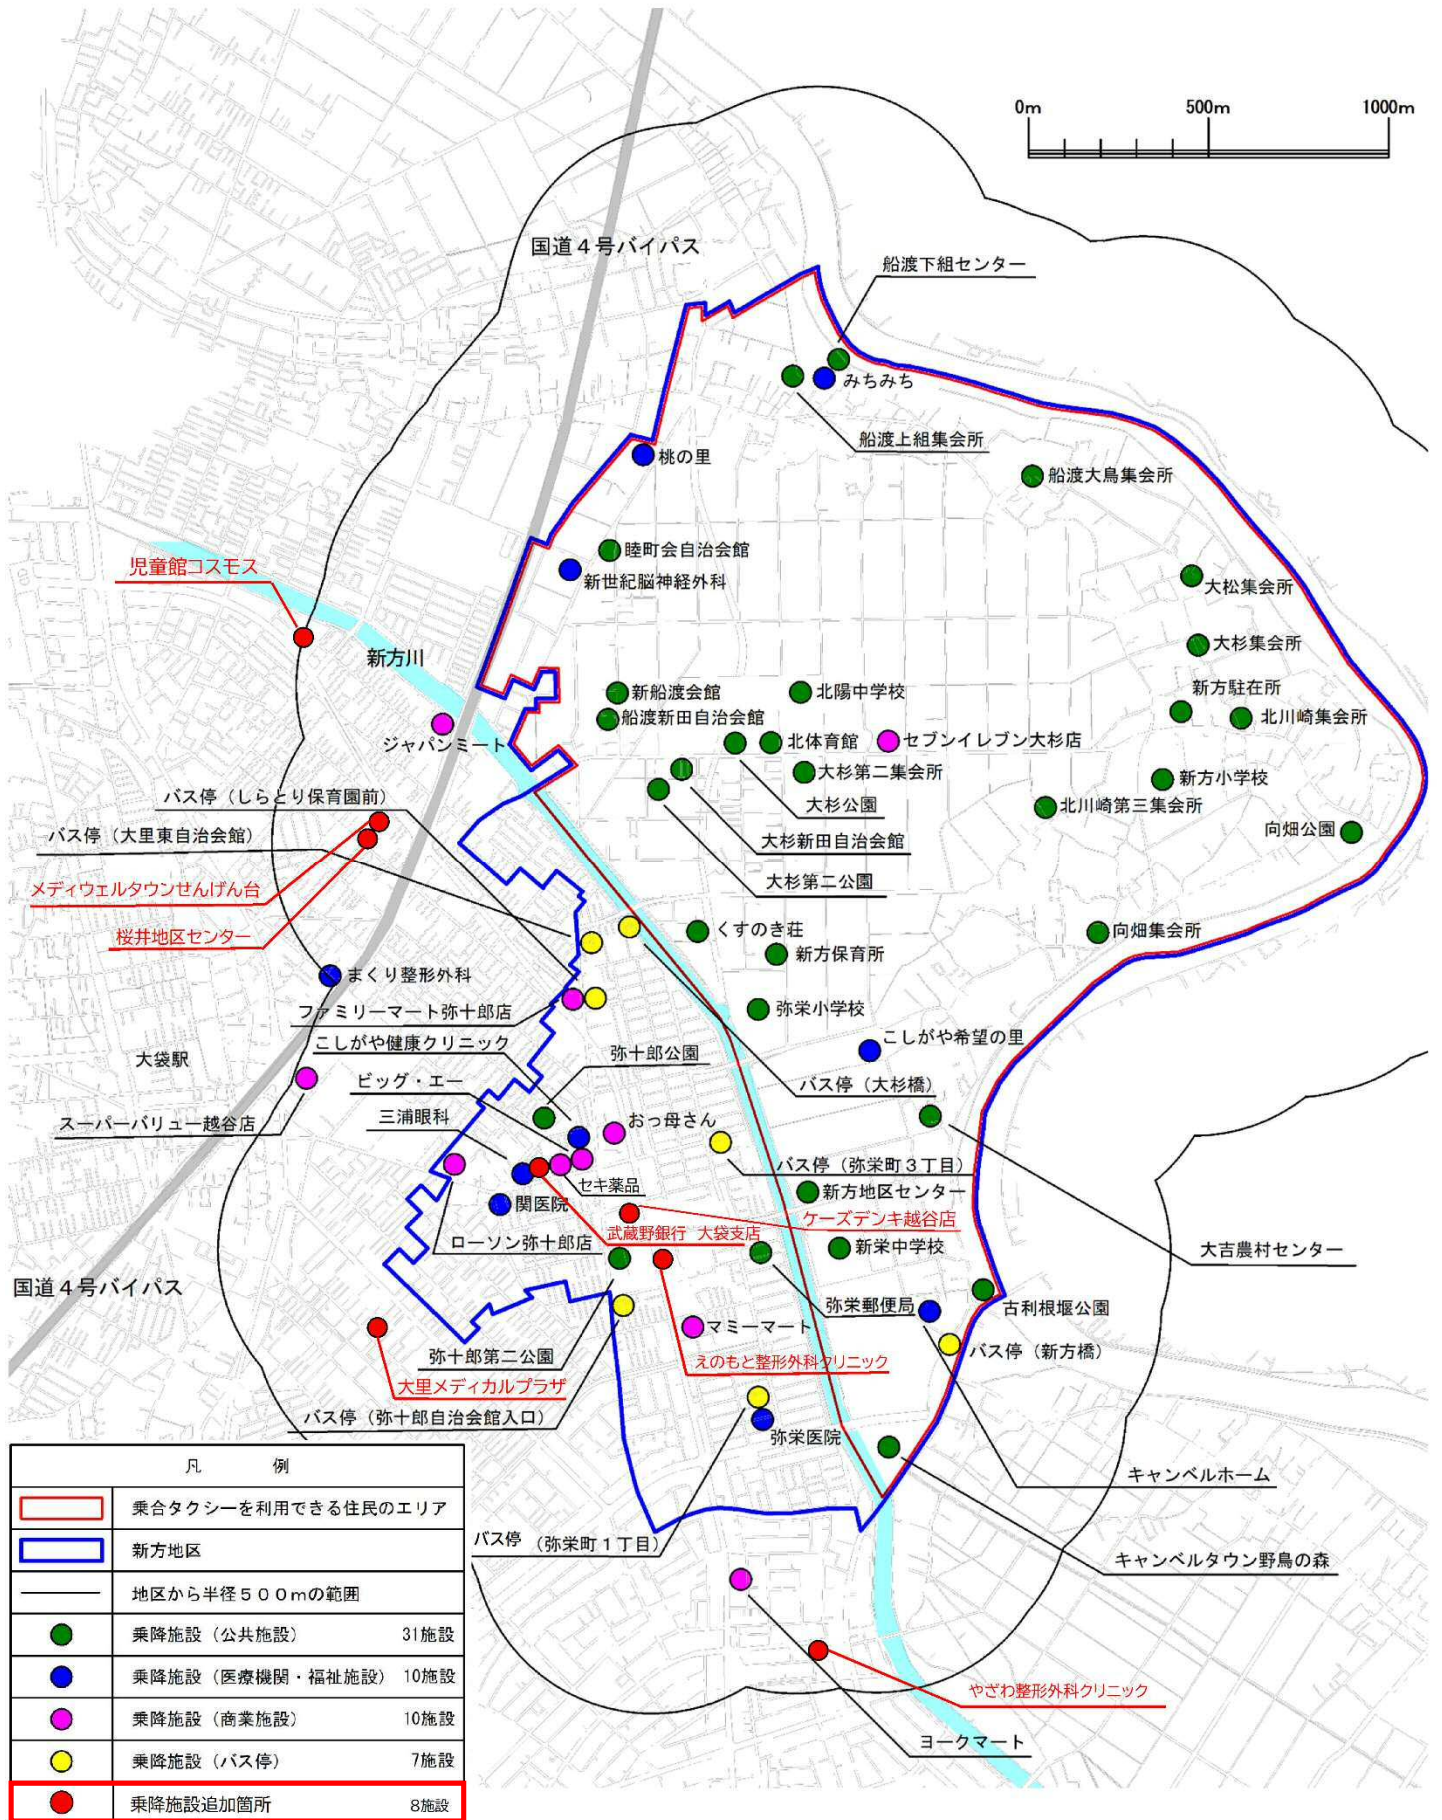 0m 500m 1000m
国道４号バイパス
船渡下組センター
みちみち
船渡上組集会所
桃の里
船渡大鳥集会所
睦町会自治会館
児童館コスモス
新世紀脳神経外科
大松集会所
大杉集会所
新方川
新方駐在所
新船渡会館
北陽中学校
船渡新田自治会館
北川崎集会所
ジャパンミート
北体育館
セブンイレブン大杉店
大杉第二集会所
新方小学校
バス停（しらとり保育園前）
大杉公園
北川崎第三集会所
バス停（大里東自治会館）
大杉新田自治会館
向畑公園
メディウェルタウンせんげん台
大杉第二公園
桜井地区センター
くすのき荘
向畑集会所
新方保育所
まくり整形外科
ファミリーマート弥十郎店
弥栄小学校
こしがや健康クリニック
こしがや希望の里
大袋駅
弥十郎公園
ビッグ・エー
バス停（大杉橋）
三浦眼科
おっ母さん
スーパーバリュー越谷店
バス停（弥栄町３丁目）
セキ薬品
新方地区センター
関医院
ケーズデンキ越谷店
武蔵野銀行 大袋支店
ローソン弥十郎店
新栄中学校
大吉農村センター
国道４号バイパス
弥栄郵便局
古利根堰公園
マミーマート
バス停（新方橋）
弥十郎第二公園
えのもと整形外科クリニック
大里メディカルプラザ
バス停（弥十郎自治会館入口）
弥栄医院
キャンベルホーム
バス停（弥栄町１丁目）
キャンベルタウン野鳥の森
やざわ整形外科クリニック
ヨークマート
凡 例
乗合タクシーを利用できる住民のエリア
新方地区
地区から半径５００ｍの範囲
乗降施設（公共施設） 31施設
乗降施設（医療機関・福祉施設） 10施設
乗降施設（商業施設） 10施設
乗降施設（バス停） 7施設
乗降施設追加箇所 8施設